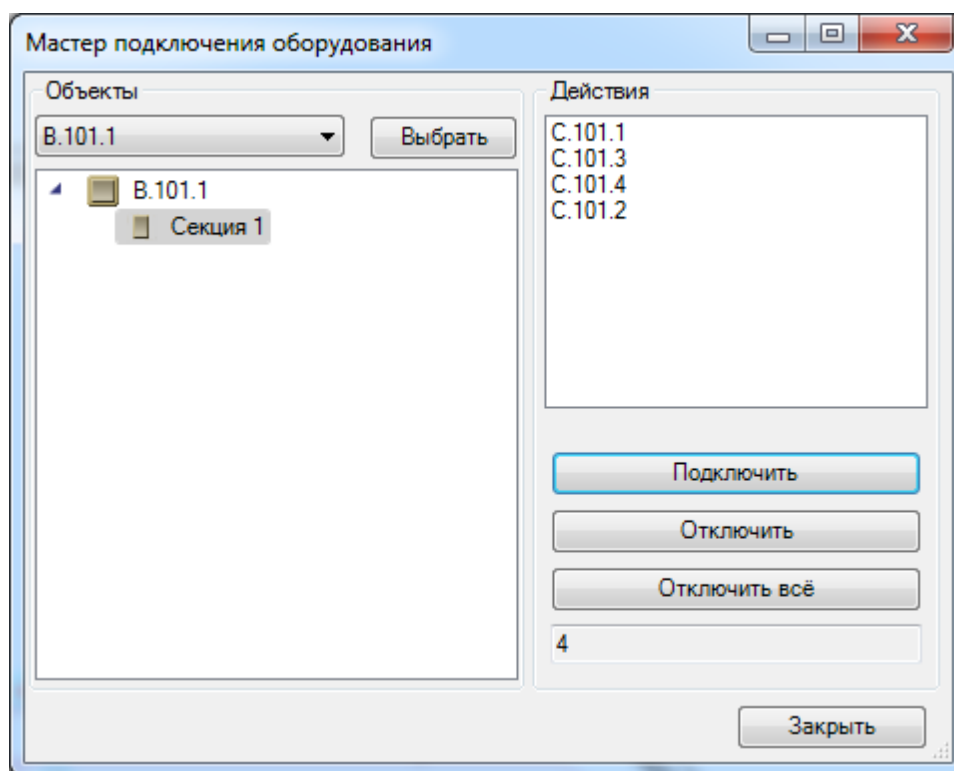 Мастер подключения оборудования
Объекты
В.101.1
Выбрать
В.101.1
Секция 1
Действия
С.101.1
С.101.3
С.101.4
С.101.2
Подключить
Отключить
Отключить всё
4
Закрыть